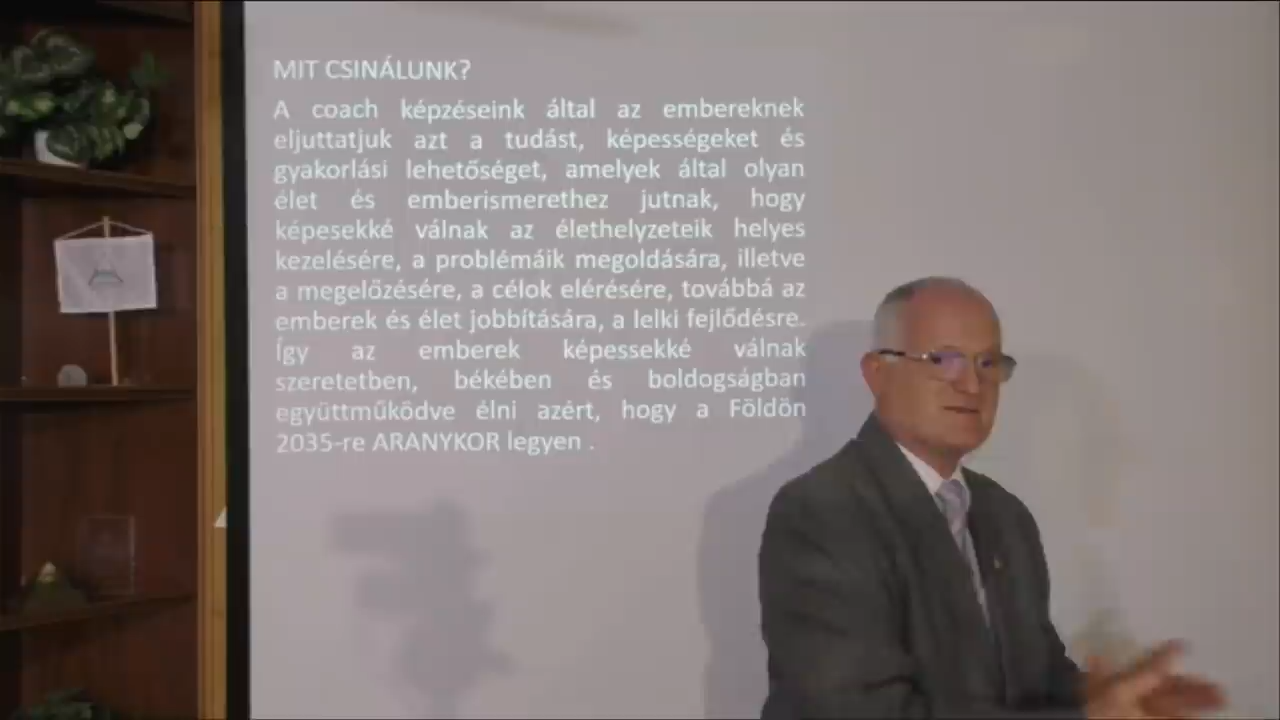 MIT CSINÁLUNK?
A coach képzéseink által az embereknek
eljuttatjuk azt a tudást, képességeket és
gyakorlási lehetőséget, amelyek által olyan
élet és emberismerethez jutnak, hogy
képesekké válnak az élethelyzeteik helyes
kezelésére, a problémáik megoldására, illetve
a megelőzésére, a célok elérésére, továbbá az
emberek és élet jobbítására, a lelki fejlődésre.
Így az emberek képessekké válnak
szeretetben, békében és boldogságban
együttműködve élni azért, hogy a Földön
2035-re ARANYKOR legyen .